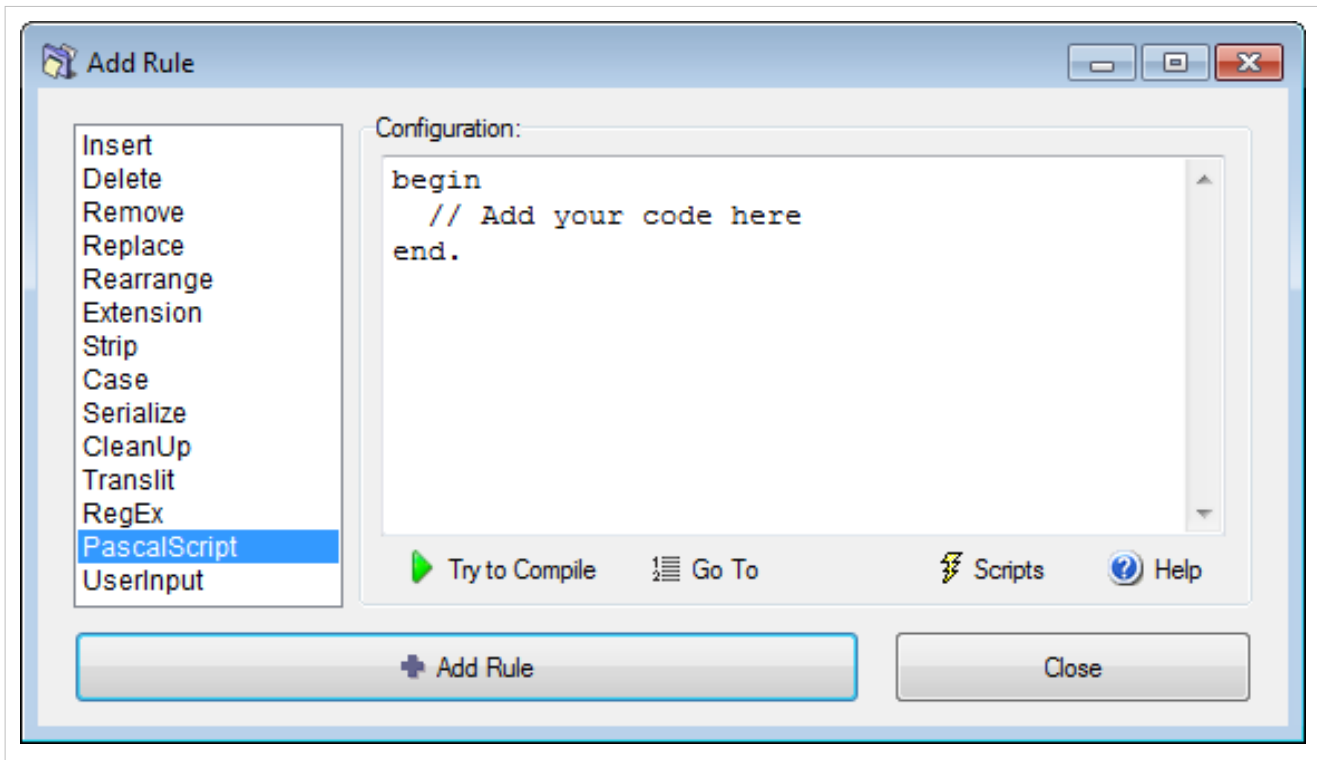 Add Rule
Insert
Delete
Remove
Replace
Rearrange
Extension
Strip
Case
Serialize
CleanUp
Translit
RegEx
PascalScript
UserInput
Configuration:
begin
  // Add your code here
end.
Try to Compile
Go To
Scripts
Help
Add Rule
Close